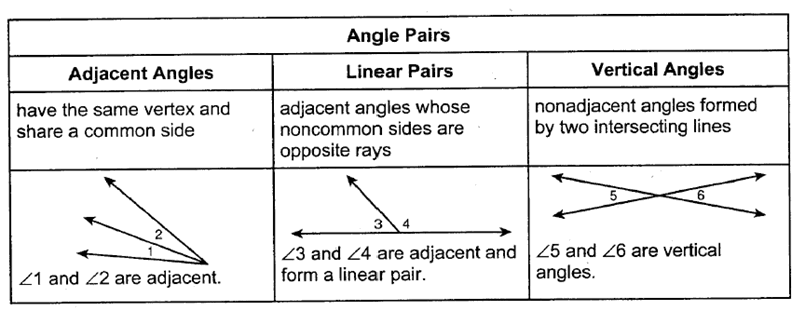 Angle Pairs
Adjacent Angles
Linear Pairs
Vertical Angles
have the same vertex and
share a common side
adjacent angles whose
noncommon sides are
opposite rays
nonadjacent angles formed
by two intersecting lines
2
1
∠1 and ∠2 are adjacent.
3 4
∠3 and ∠4 are adjacent and
form a linear pair.
5 6
∠5 and ∠6 are vertical
angles.